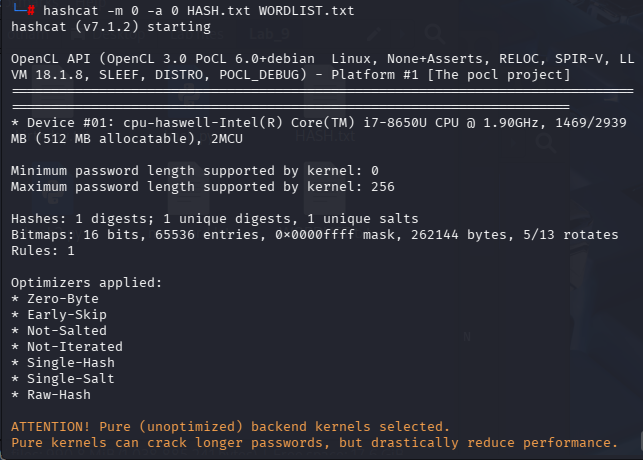 └─# hashcat -m 0 -a 0 HASH.txt WORDLIST.txt
hashcat (v7.1.2) starting
OpenCL API (OpenCL 3.0 PoCL 6.0+debian  Linux, None+Asserts, RELOC, SPIR-V, LL
VM 18.1.8, SLEEF, DISTRO, POCL_DEBUG) - Platform #1 [The pocl project]
==============================================================================
======================================================================
* Device #01: cpu-haswell-Intel(R) Core(TM) i7-8650U CPU @ 1.90GHz, 1469/2939
MB (512 MB allocatable), 2MCU
Minimum password length supported by kernel: 0
Maximum password length supported by kernel: 256
Hashes: 1 digests; 1 unique digests, 1 unique salts
Bitmaps: 16 bits, 65536 entries, 0x0000ffff mask, 262144 bytes, 5/13 rotates
Rules: 1
Optimizers applied:
* Zero-Byte
* Early-Skip
* Not-Salted
* Not-Iterated
* Single-Hash
* Single-Salt
* Raw-Hash
ATTENTION! Pure (unoptimized) backend kernels selected.
Pure kernels can crack longer passwords, but drastically reduce performance.